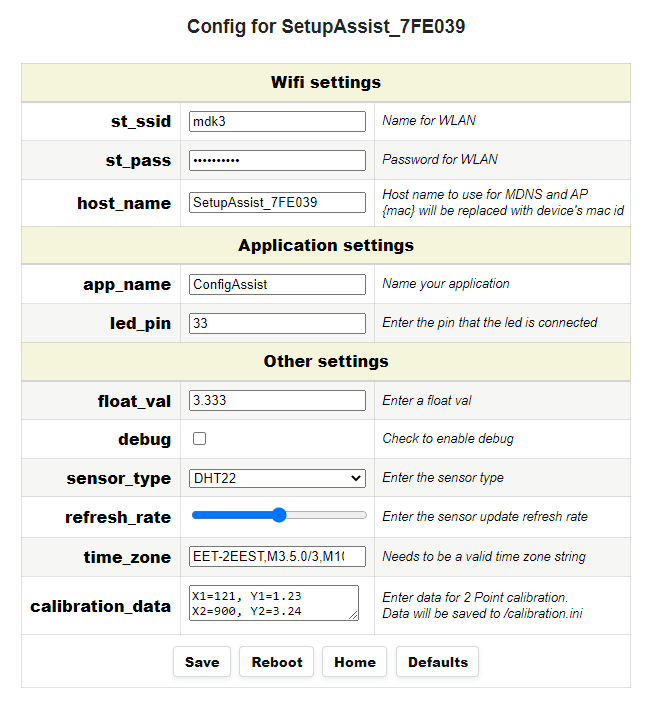 Config for SetupAssist_7FE039
Wifi settings
st_ssid mdk3 Name for WLAN
st_pass •••••••••• Password for WLAN
host_name SetupAssist_7FE039 Host name to use for MDNS and AP
{mac} will be replaced with device's mac id
Application settings
app_name ConfigAssist Name your application
led_pin 33 Enter the pin that the led is connected
Other settings
float_val 3.333 Enter a float val
debug Check to enable debug
sensor_type DHT22 Enter the sensor type
refresh_rate Enter the sensor update refresh rate
time_zone EET-2EEST,M3.5.0/3,M10 Needs to be a valid time zone string
calibration_data X1=121, Y1=1.23 Enter data for 2 Point calibration.
X2=900, Y2=3.24 Data will be saved to /calibration.ini
Save Reboot Home Defaults